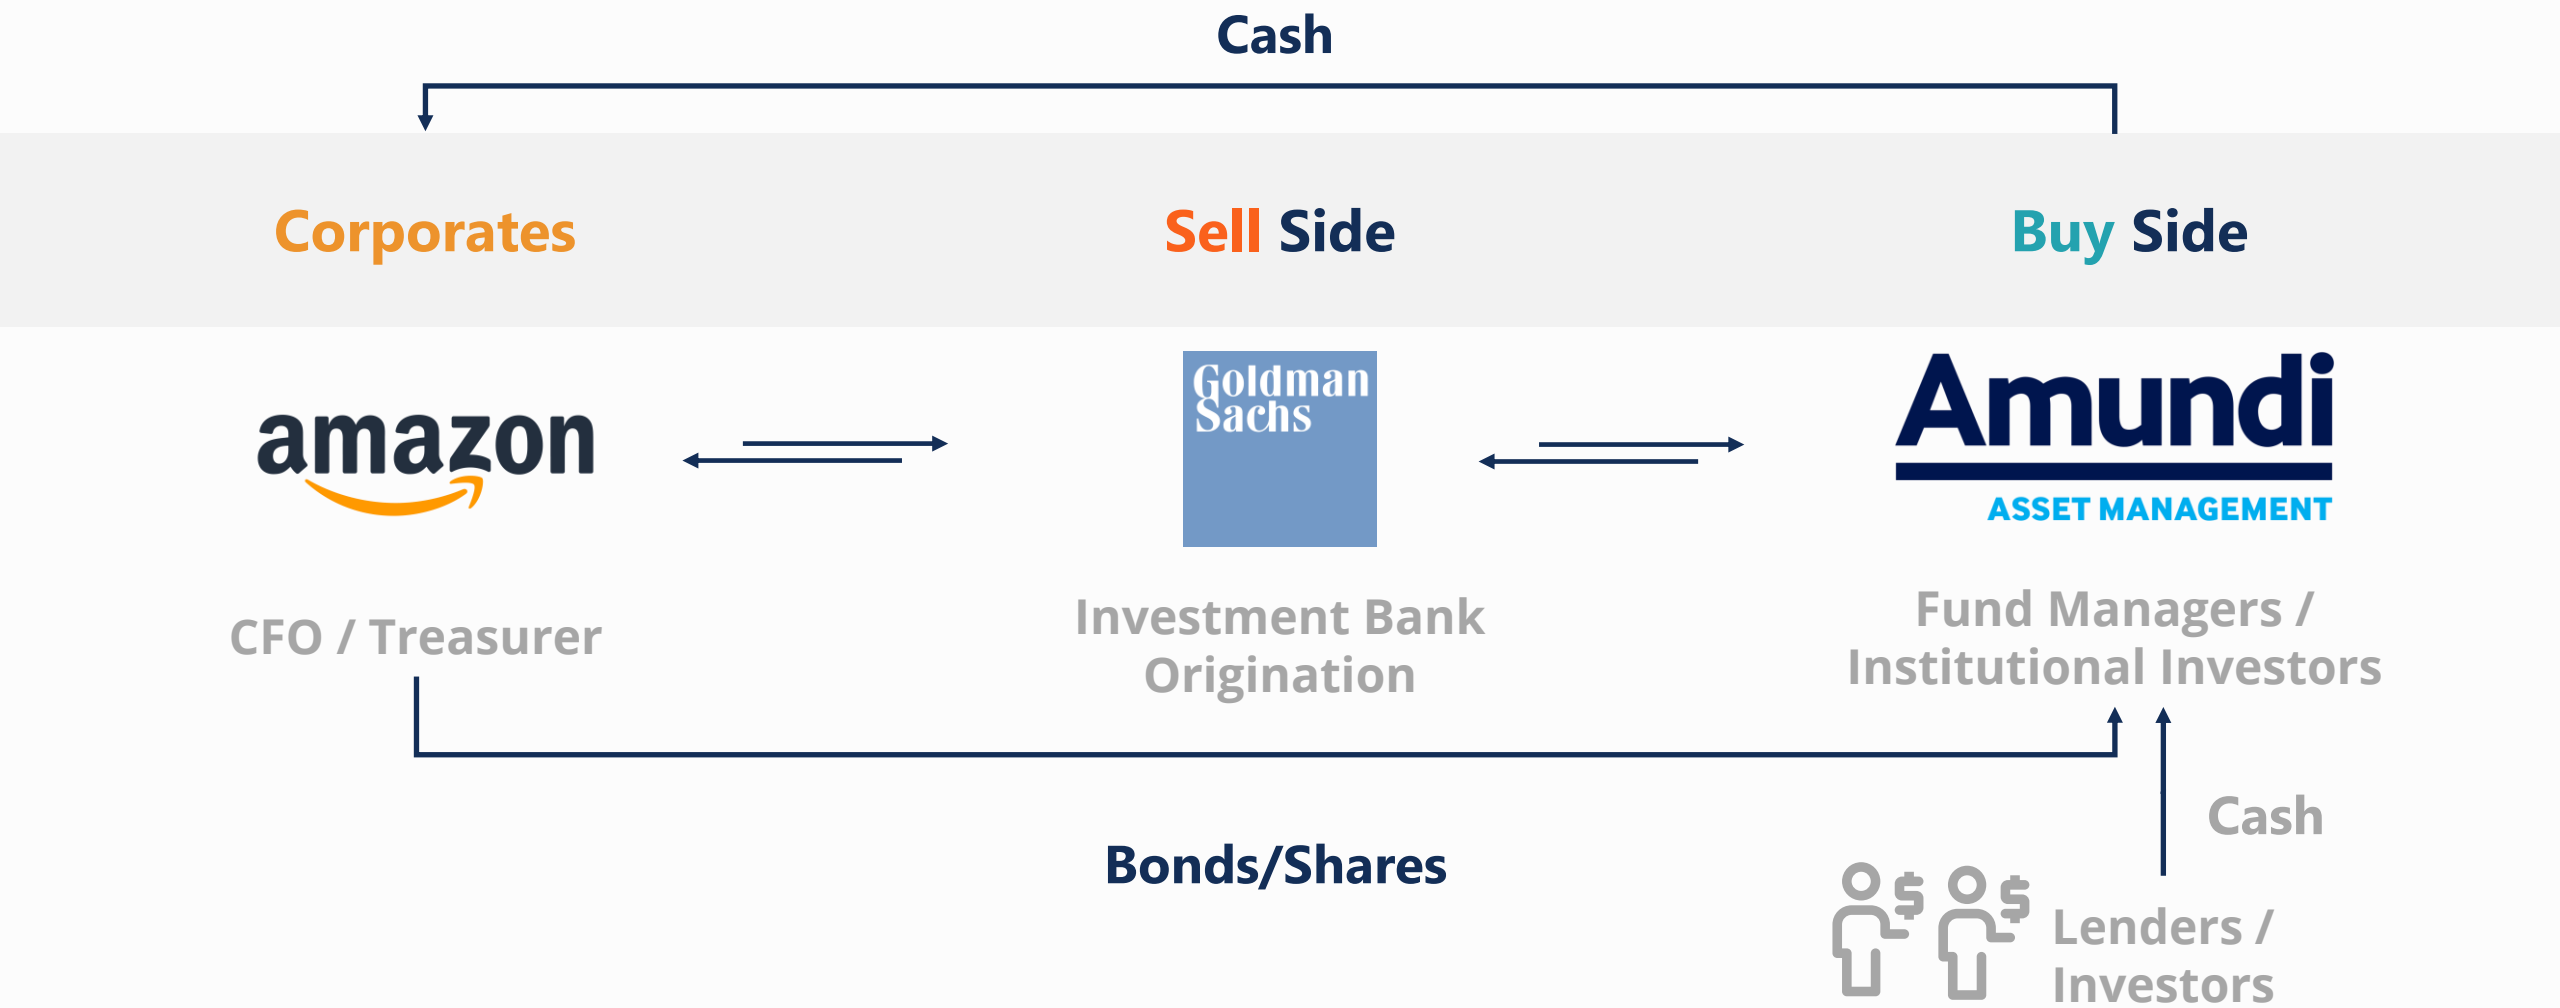 Cash
Corporates
Sell Side
Buy Side
amazon
Goldman
Sachs
Amundi
ASSET MANAGEMENT
CFO / Treasurer
Investment Bank
Origination
Fund Managers /
Institutional Investors
Bonds/Shares
Cash
$ $
Lenders /
Investors